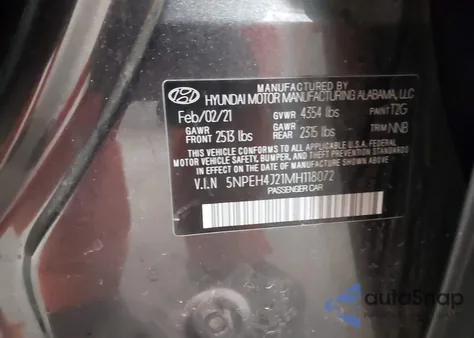 MANUFACTURED BY
HYUNDAI MOTOR MANUFACTURING ALABAMA, LLC
Feb/02/21 GVWR 4354 lbs PAINT T2G
GAWR FRONT 2513 lbs GAWR REAR 2315 lbs TRIM NNB
THIS VEHICLE CONFORMS TO ALL APPLICABLE FEDERAL
MOTOR VEHICLE SAFETY, BUMPER, AND THEFT PREVENTION STANDARDS
IN EFFECT ON THE DATE OF MANUFACTURE SHOWN ABOVE.
V.I.N 5NPEH4J21MH118072
PASSENGER CAR
autoSnap